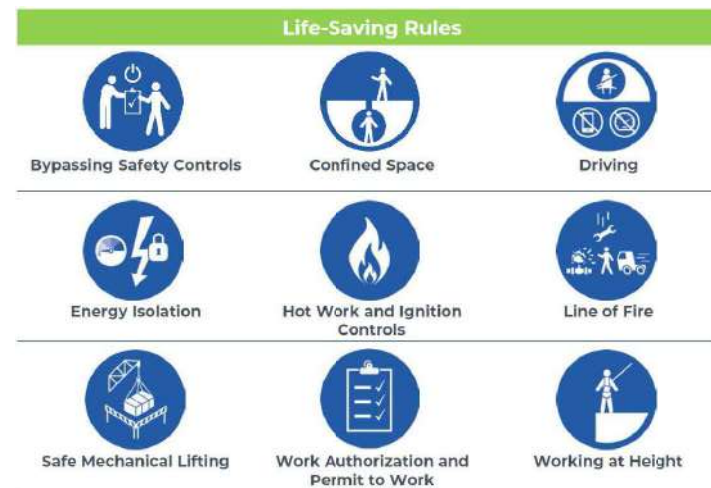 Life-Saving Rules
Bypassing Safety Controls
Confined Space
Driving
Energy Isolation
Hot Work and Ignition
Controls
Line of Fire
Safe Mechanical Lifting
Work Authorization and
Permit to Work
Working at Height